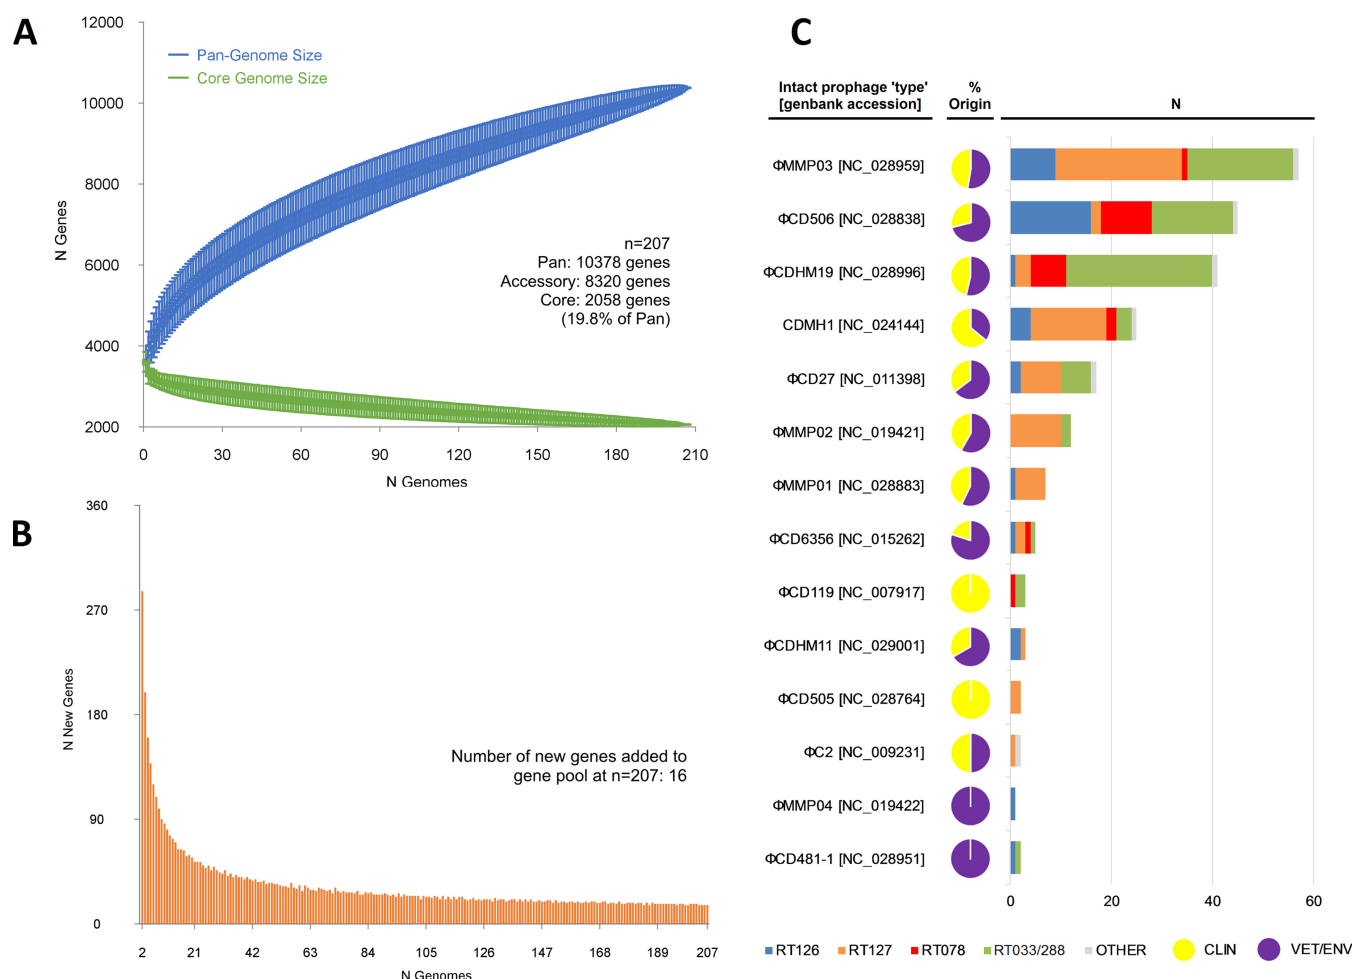 A
12000
10000
8000
6000
4000
2000
N Genes
Pan-Genome Size
Core Genome Size
n=207
Pan: 10378 genes
Accessory: 8320 genes
Core: 2058 genes
(19.8% of Pan)
0 30 60 90 120 150 180 210
N Genomes
B
360
270
180
90
0
N New Genes
Number of new genes added to
gene pool at n=207: 16
2 21 42 63 84 105 126 147 168 189 207
N Genomes
C
Intact prophage 'type'
[genbank accession]
%
Origin
N
ΦMMP03 [NC_028959]
ΦCD506 [NC_028838]
ΦCDHM19 [NC_028996]
CDMH1 [NC_024144]
ΦCD27 [NC_011398]
ΦMMP02 [NC_019421]
ΦMMP01 [NC_028883]
ΦCD6356 [NC_015262]
ΦCD119 [NC_007917]
ΦCDHM11 [NC_029001]
ΦCD505 [NC_028764]
ΦC2 [NC_009231]
ΦMMP04 [NC_019422]
ΦCD481-1 [NC_028951]
0 20 40 60
RT126 RT127 RT078 RT033/288 OTHER CLIN VET/ENV